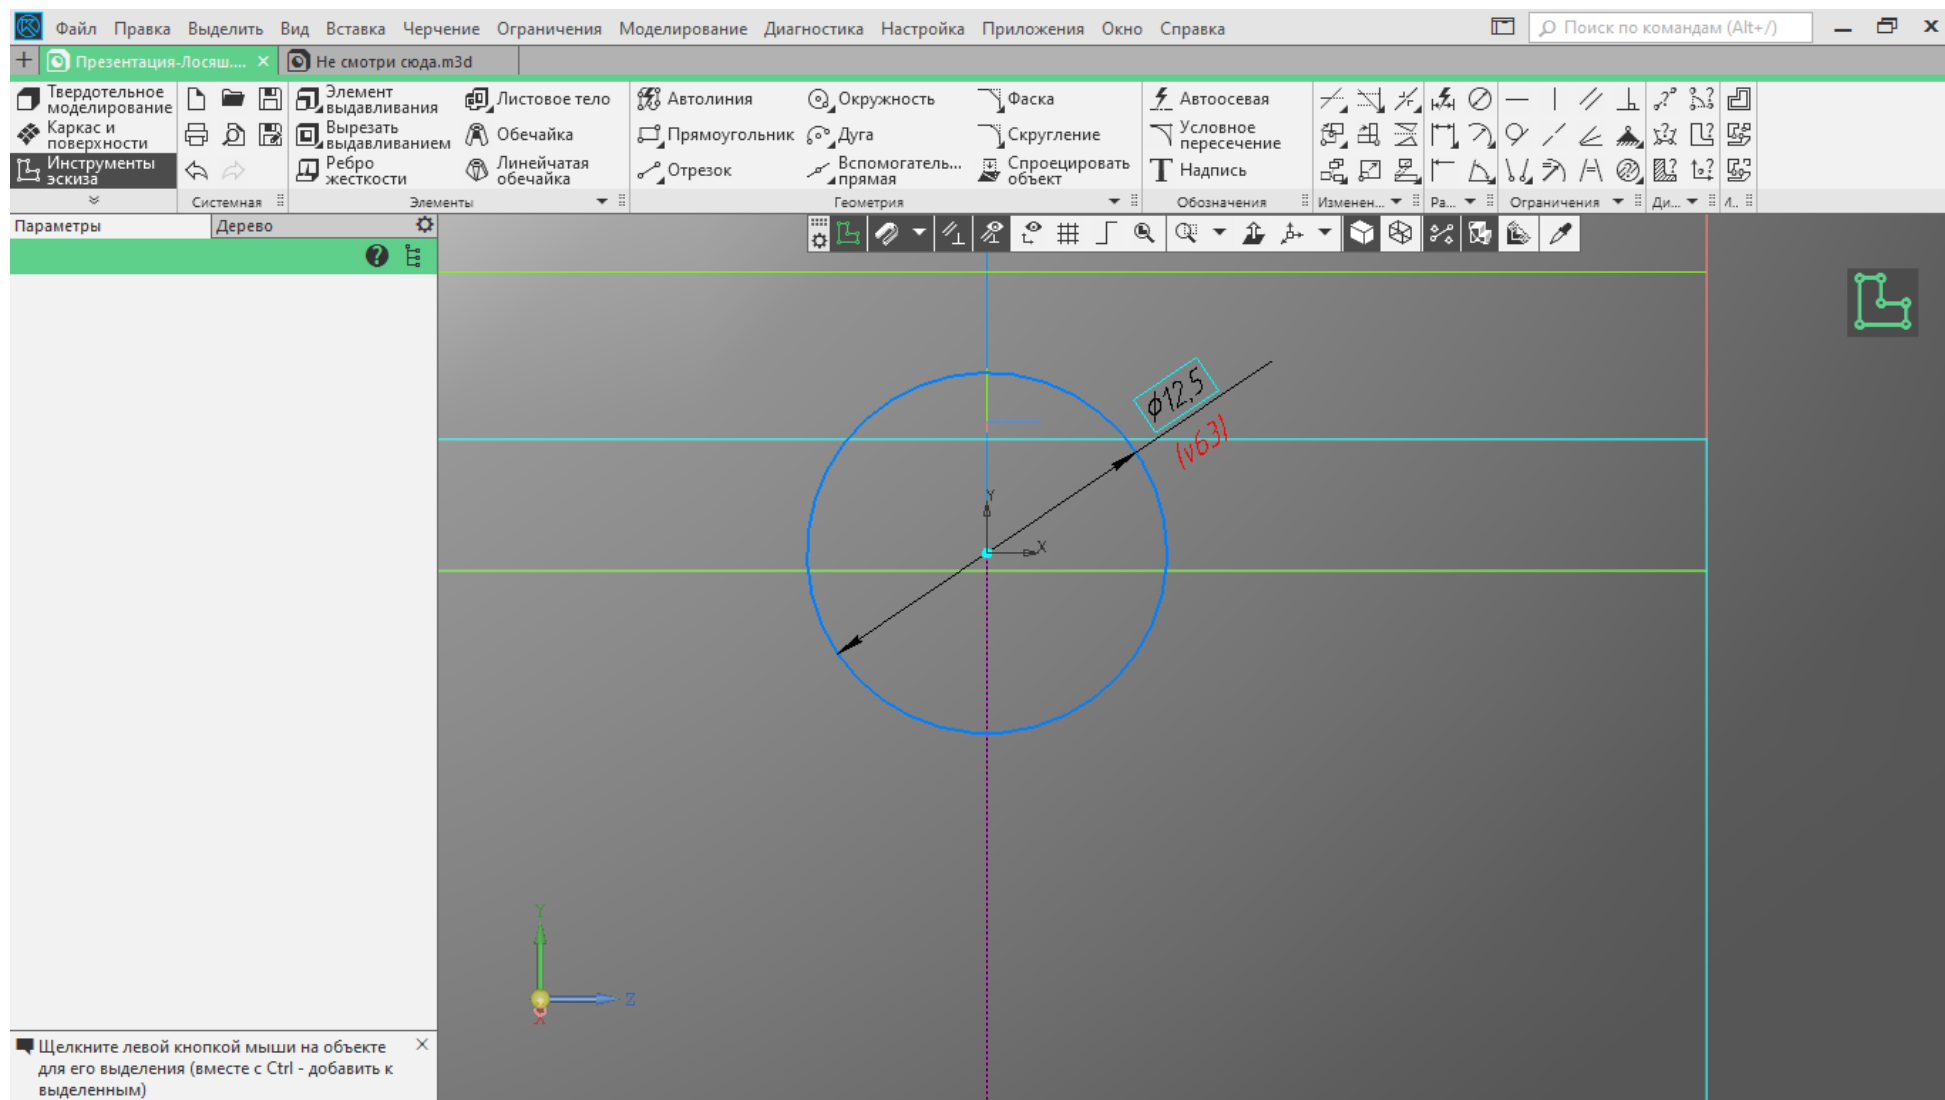 Файл Правка Выделить Вид Вставка Черчение Ограничения Моделирование Диагностика Настройка Приложения Окно Справка Поиск по командам (Alt+/)
Презентация-Лосяш.... Не смотри сюда.m3d
Твердотельное моделирование
Каркас и поверхности
Инструменты эскиза
Системная
Элемент выдавливания
Вырезать выдавливанием
Ребро жесткости
Листовое тело
Обечайка
Линейчатая обечайка
Элементы
Автолиния
Прямоугольник
Отрезок
Окружность
Дуга
Вспомогатель... прямая
Фаска
Скругление
Спроецировать объект
Геометрия
Автоосевая
Условное пересечение
Надпись
Обозначения
Изменен...
Ра...
Ограничения
Ди...
И..
Параметры Дерево
ϕ12,5
(v63)
Y
X
Y
Z
X
Щелкните левой кнопкой мыши на объекте
для его выделения (вместе с Ctrl - добавить к
выделенным)